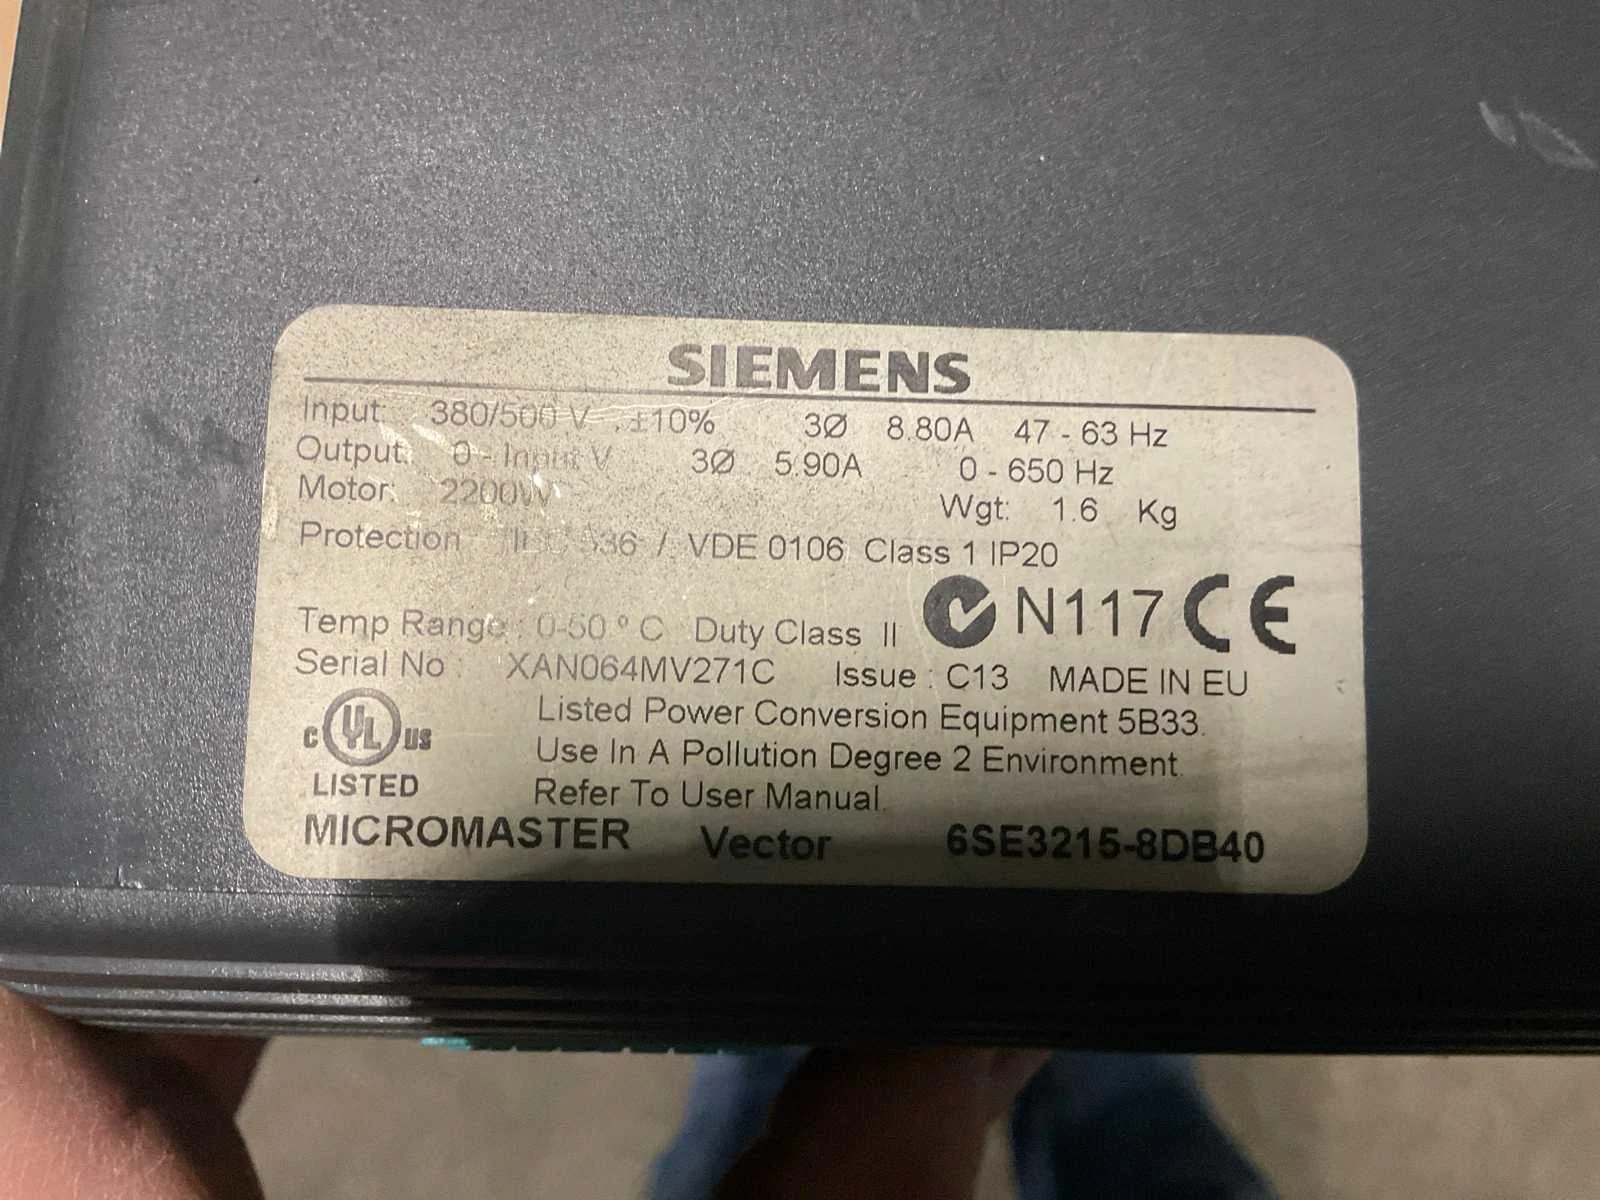 SIEMENS
Input: 380/500 V ±10% 3Ø 8.80A 47 - 63 Hz
Output: 0 - Input V 3Ø 5.90A 0 - 650 Hz
Motor: 2200W Wgt: 1.6 Kg
Protection IEC 536 / VDE 0106 Class 1 IP20
N117 CE
Temp Range : 0-50 ° C Duty Class II
Serial No : XAN064MV271C Issue : C13 MADE IN EU
Listed Power Conversion Equipment 5B33.
c UL us Use In A Pollution Degree 2 Environment.
LISTED Refer To User Manual.
MICROMASTER Vector 6SE3215-8DB40